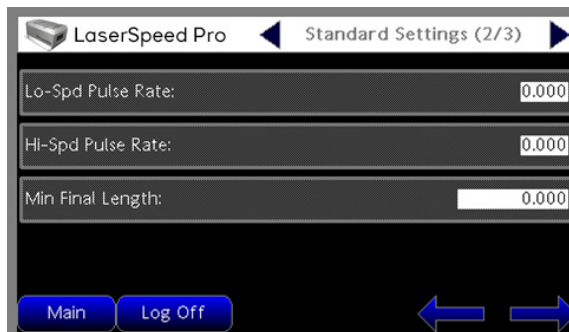 LaserSpeed Pro Standard Settings (2/3)
Lo-Spd Pulse Rate: 0.000
Hi-Spd Pulse Rate: 0.000
Min Final Length: 0.000
Main Log Off